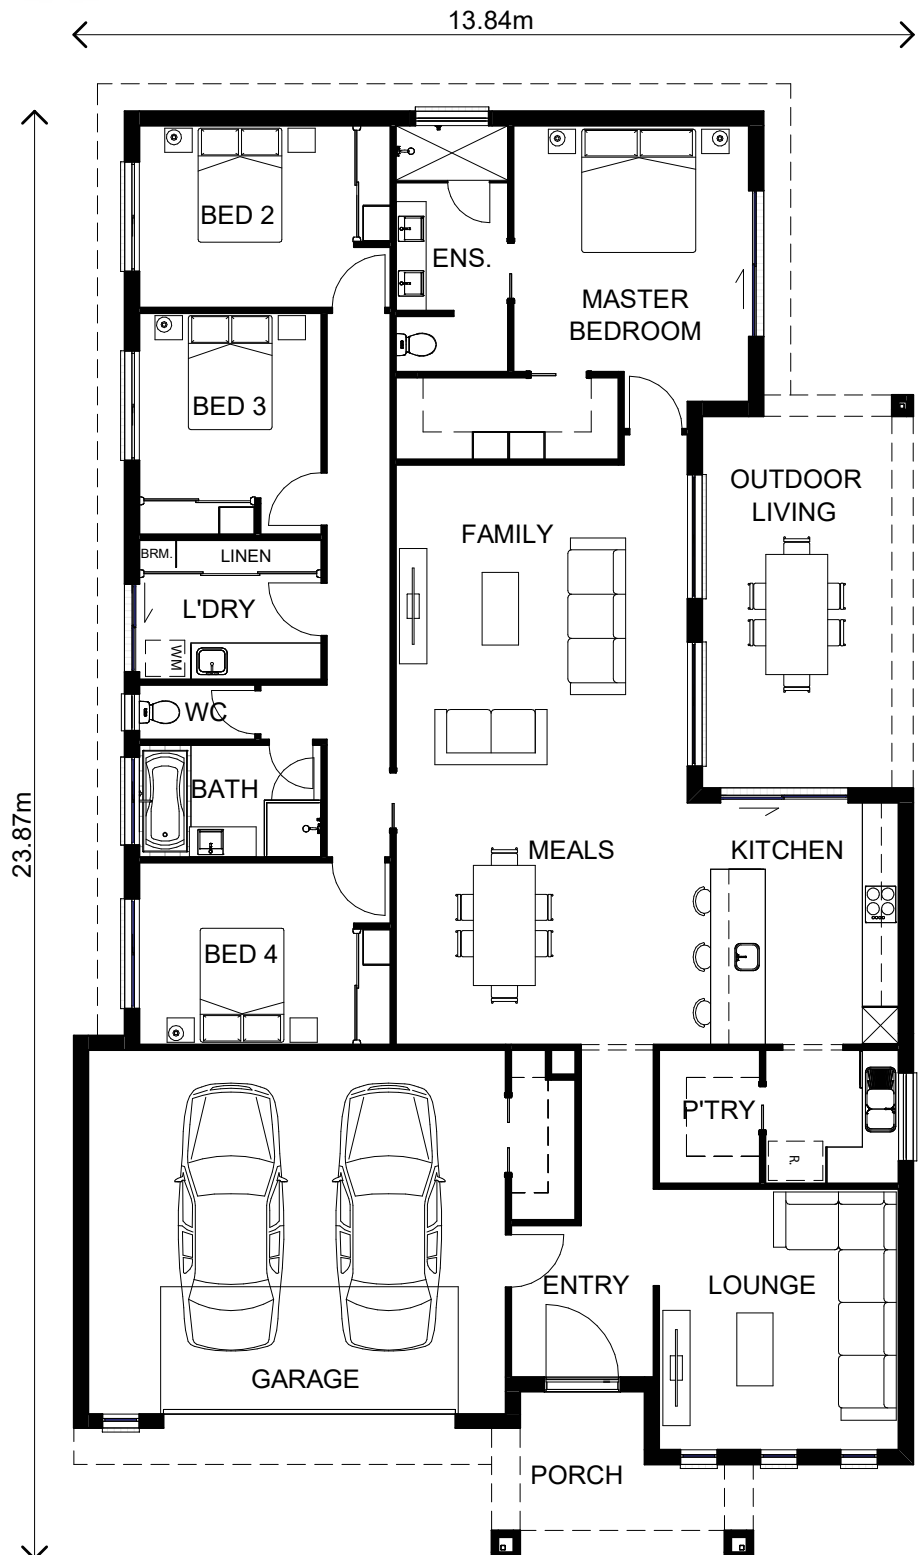 13.84m
BED 2
ENS.
MASTER
BEDROOM
BED 3
OUTDOOR
LIVING
FAMILY
BRM.
LINEN
L'DRY
WM
WC
BATH
23.87m
MEALS
KITCHEN
BED 4
P'TRY
R.
ENTRY
LOUNGE
GARAGE
PORCH